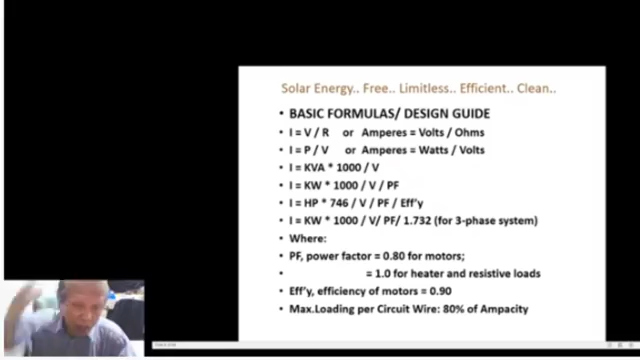 Solar Energy.. Free.. Limitless.. Efficient.. Clean..
• BASIC FORMULAS/ DESIGN GUIDE
• I = V / R or Amperes = Volts / Ohms
• I = P / V or Amperes = Watts / Volts
• I = KVA * 1000 / V
• I = KW * 1000 / V / PF
• I = HP * 746 / V / PF / Eff'y
• I = KW * 1000 / V/ PF/ 1.732 (for 3-phase system)
• Where:
• PF, power factor = 0.80 for motors;
• = 1.0 for heater and resistive loads
• Eff'y, efficiency of motors = 0.90
• Max.Loading per Circuit Wire: 80% of Ampacity